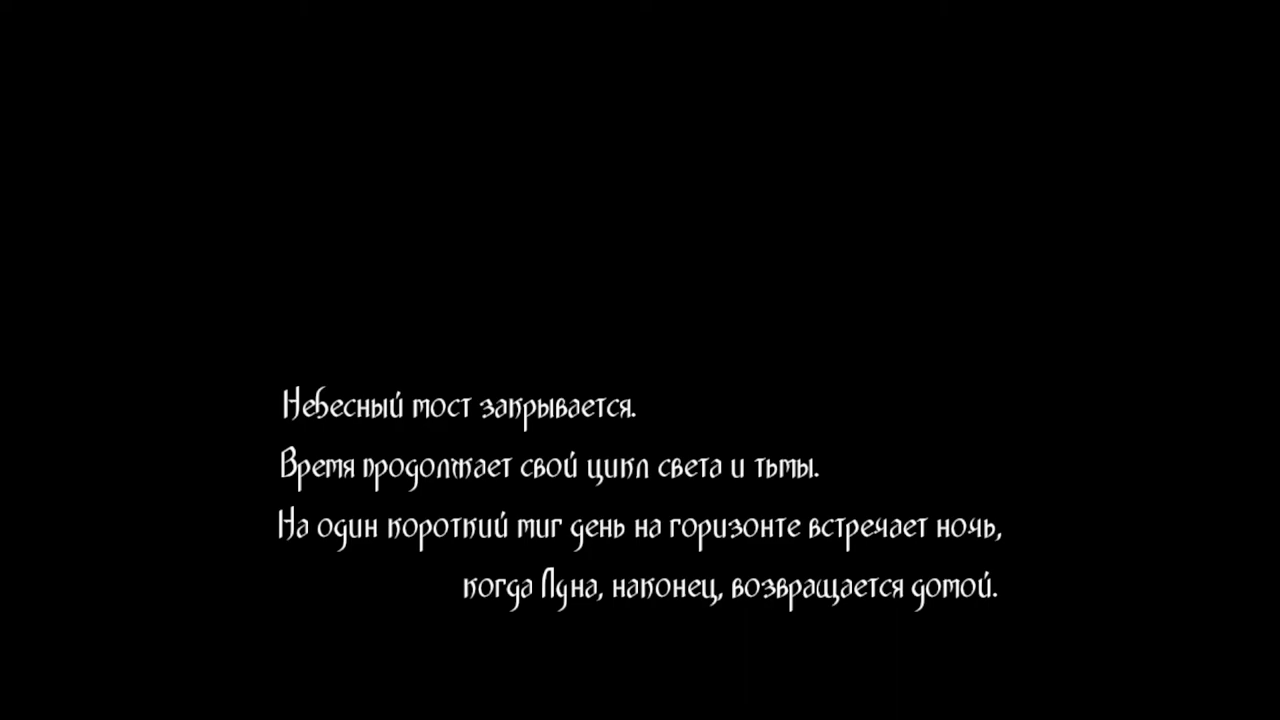 Небесный мост закрывается.
Время продолжает свой цикл света и тьмы.
На один короткий миг день на горизонте встречает ночь,
когда Луна, наконец, возвращается домой.